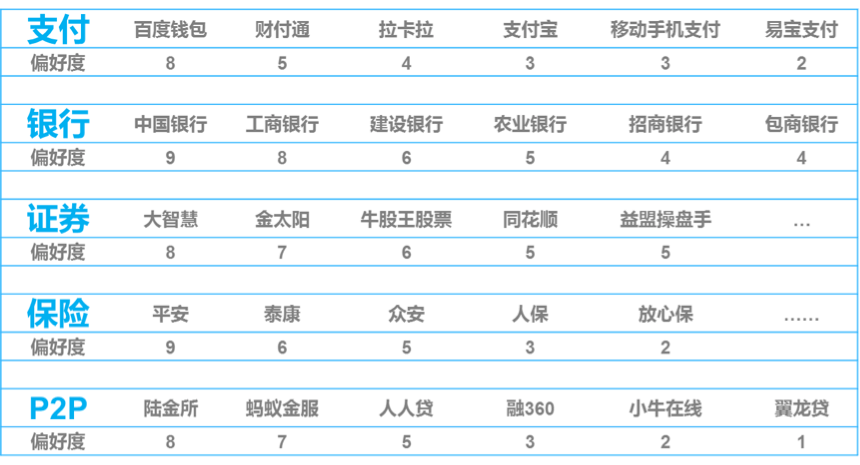 支付 百度钱包 财付通 拉卡拉 支付宝 移动手机支付 易宝支付
偏好度 8 5 4 3 3 2
银行 中国银行 工商银行 建设银行 农业银行 招商银行 包商银行
偏好度 9 8 6 5 4 4
证券 大智慧 金太阳 牛股王股票 同花顺 益盟操盘手 …
偏好度 8 7 6 5 5
保险 平安 泰康 众安 人保 放心保 ……
偏好度 9 6 5 3 2
P2P 陆金所 蚂蚁金服 人人贷 融360 小牛在线 翼龙贷
偏好度 8 7 5 3 2 1